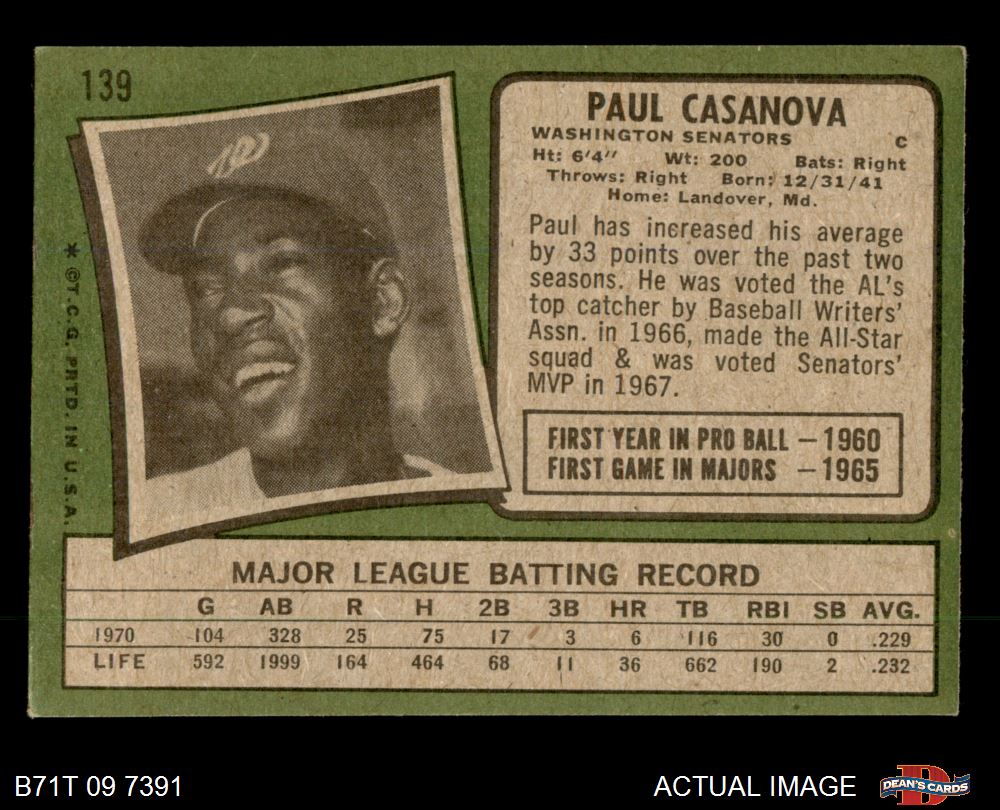 139
PAUL CASANOVA
WASHINGTON SENATORS C
Ht: 6'4" Wt: 200 Bats: Right
Throws: Right Born: 12/31/41
Home: Landover, Md.
Paul has increased his average
by 33 points over the past two
seasons. He was voted the AL's
top catcher by Baseball Writers'
Assn. in 1966, made the All-Star
squad & was voted Senators'
MVP in 1967.
FIRST YEAR IN PRO BALL — 1960
FIRST GAME IN MAJORS — 1965
* © T.C.G. PRTD. IN U.S.A.
MAJOR LEAGUE BATTING RECORD
G AB R H 2B 3B HR TB RBI SB AVG.
1970 104 328 25 75 17 3 6 116 30 0 .229
LIFE 592 1999 164 464 68 11 36 662 190 2 .232
B71T 09 7391
ACTUAL IMAGE
DEAN'S CARDS